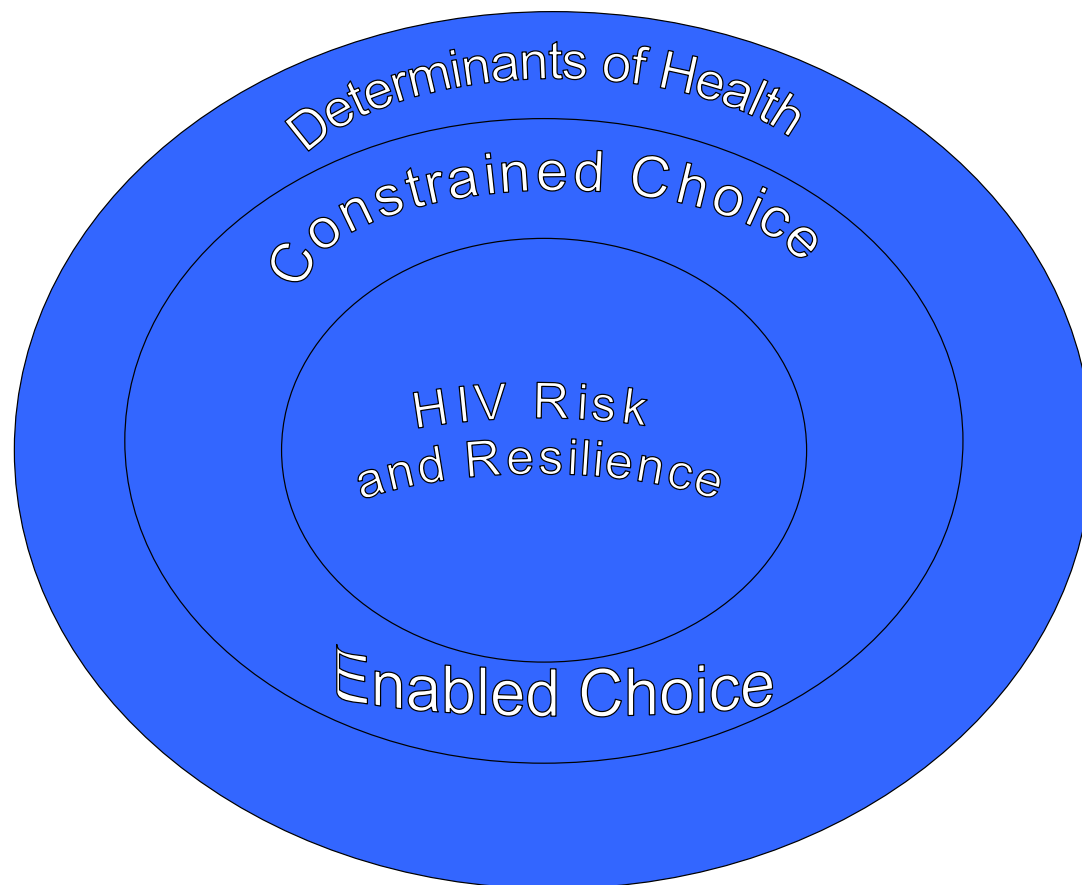 Determinants of Health
Constrained Choice
HIV Risk
and Resilience
Enabled Choice